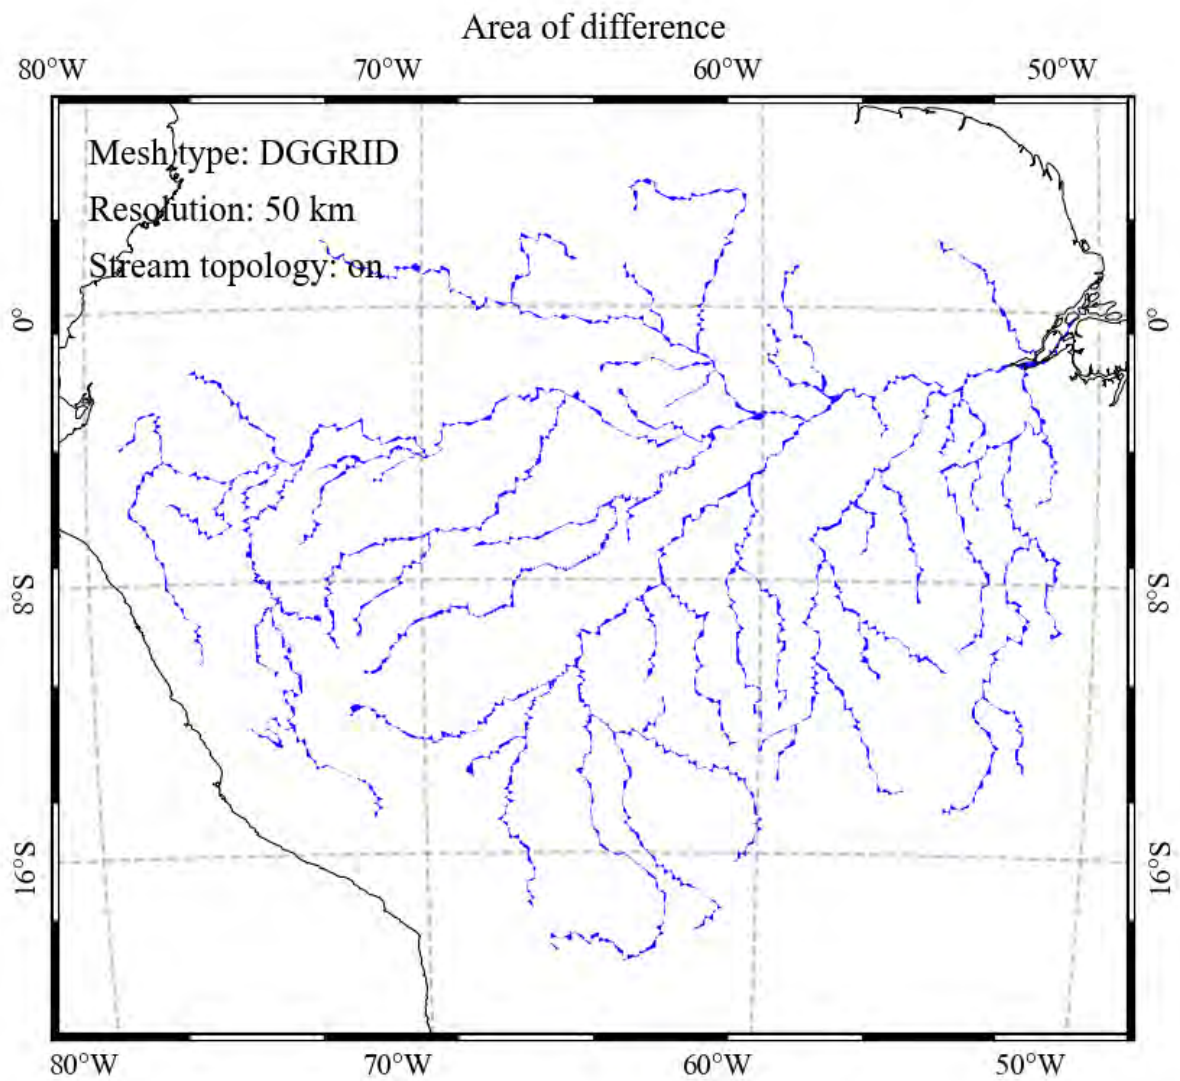 Area of difference
80°W 70°W 60°W 50°W
Mesh type: DGGRID
Resolution: 50 km
Stream topology: on
0° 0°
8°S 8°S
16°S 16°S
80°W 70°W 60°W 50°W